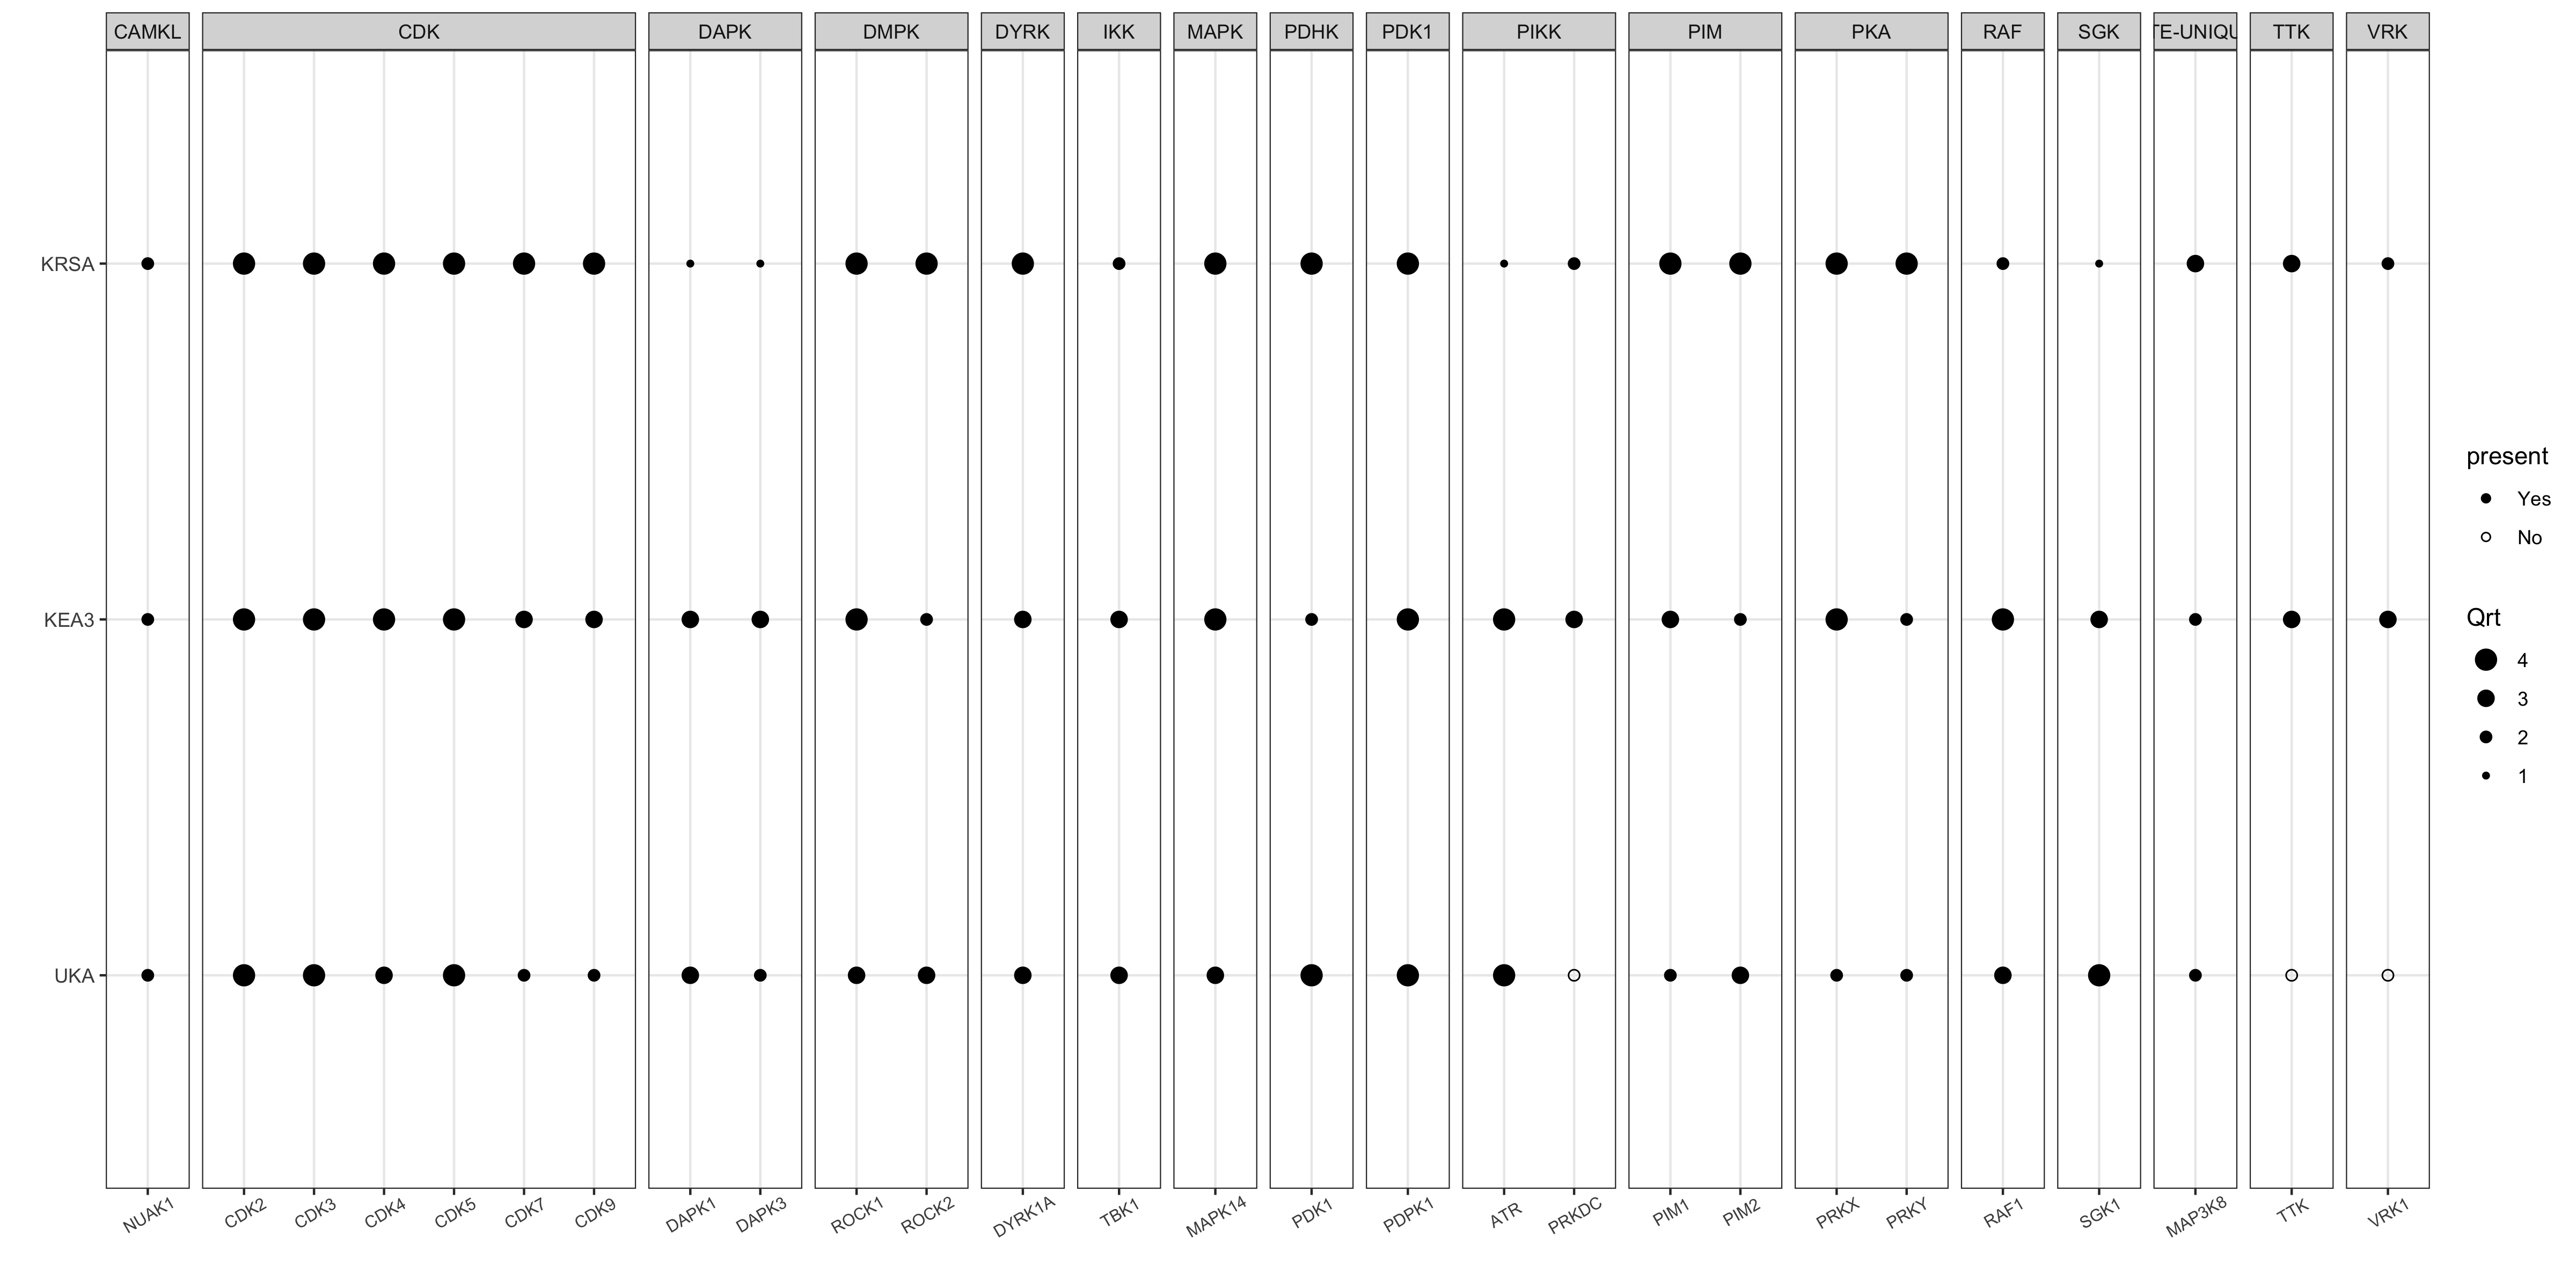 CAMKL CDK DAPK DMPK DYRK IKK MAPK PDHK PDK1 PIKK PIM PKA RAF SGK TE-UNIQU TTK VRK
KRSA
KEA3
UKA
NUAK1 CDK2 CDK3 CDK4 CDK5 CDK7 CDK9 DAPK1 DAPK3 ROCK1 ROCK2 DYRK1A TBK1 MAPK14 PDK1 PDPK1 ATR PRKDC PIM1 PIM2 PRKX PRKY RAF1 SGK1 MAP3K8 TTK VRK1
present
Yes
No
Qrt
4
3
2
1